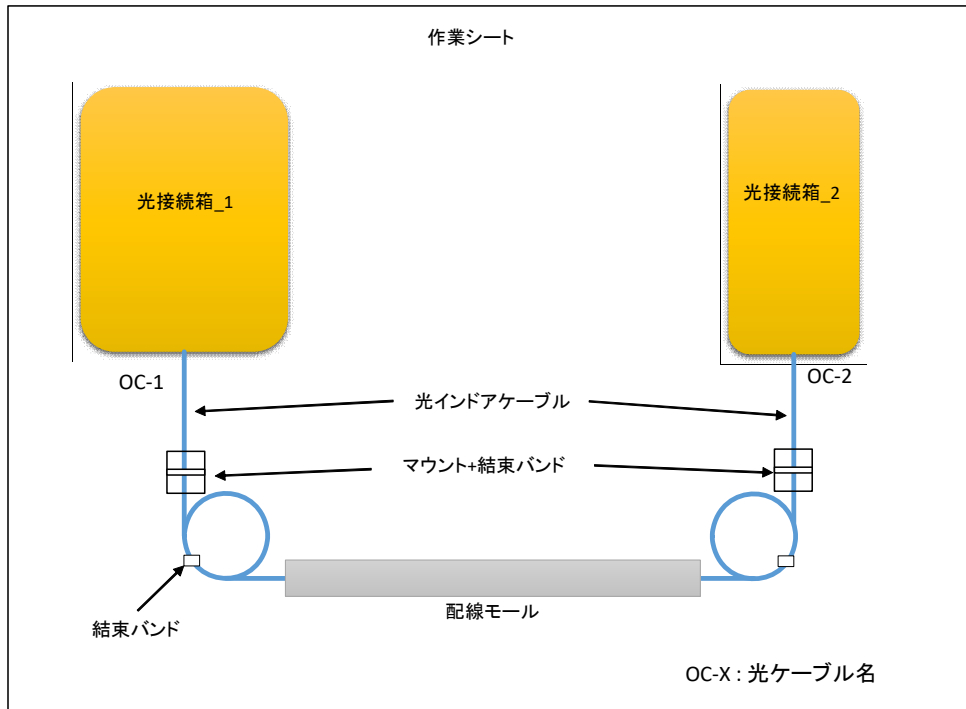 作業シート
光接続箱_1
光接続箱_2
OC-1
OC-2
光インドアケーブル
マウント+結束バンド
配線モール
結束バンド
OC-X : 光ケーブル名